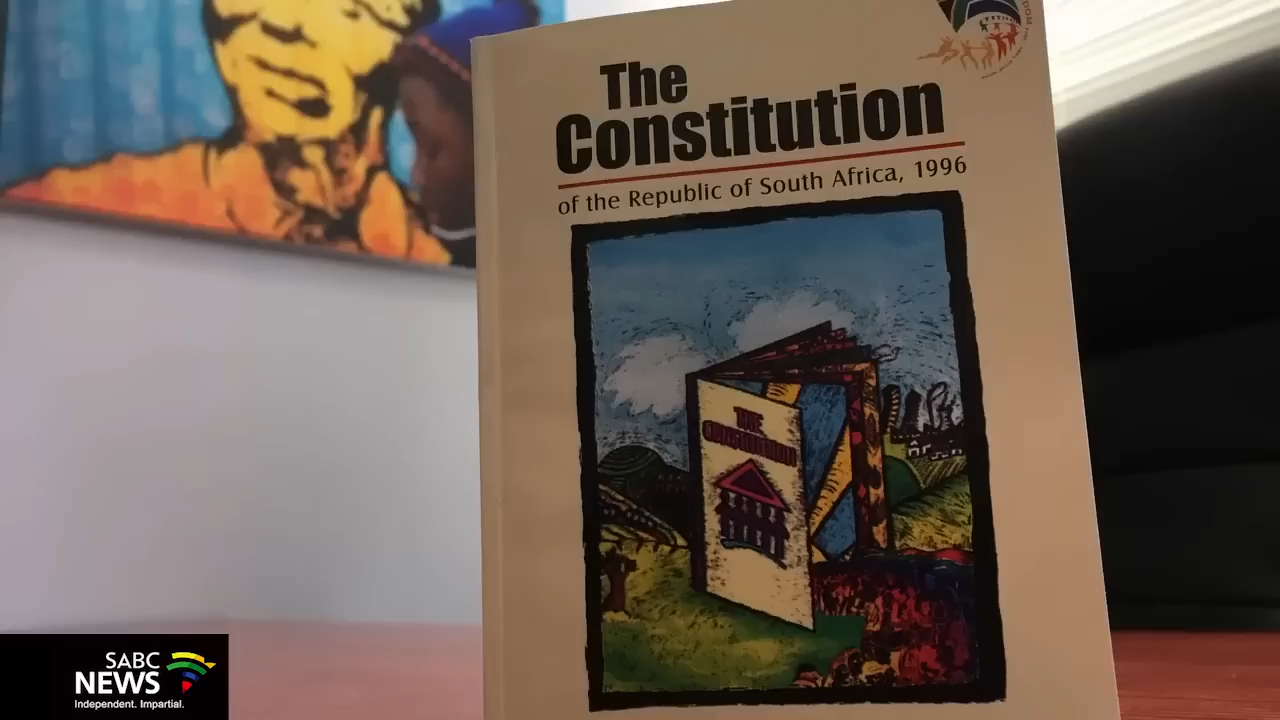 The
Constitution
of the Republic of South Africa, 1996
THE
CONSTITUTION
SABC
NEWS
Independent. Impartial.